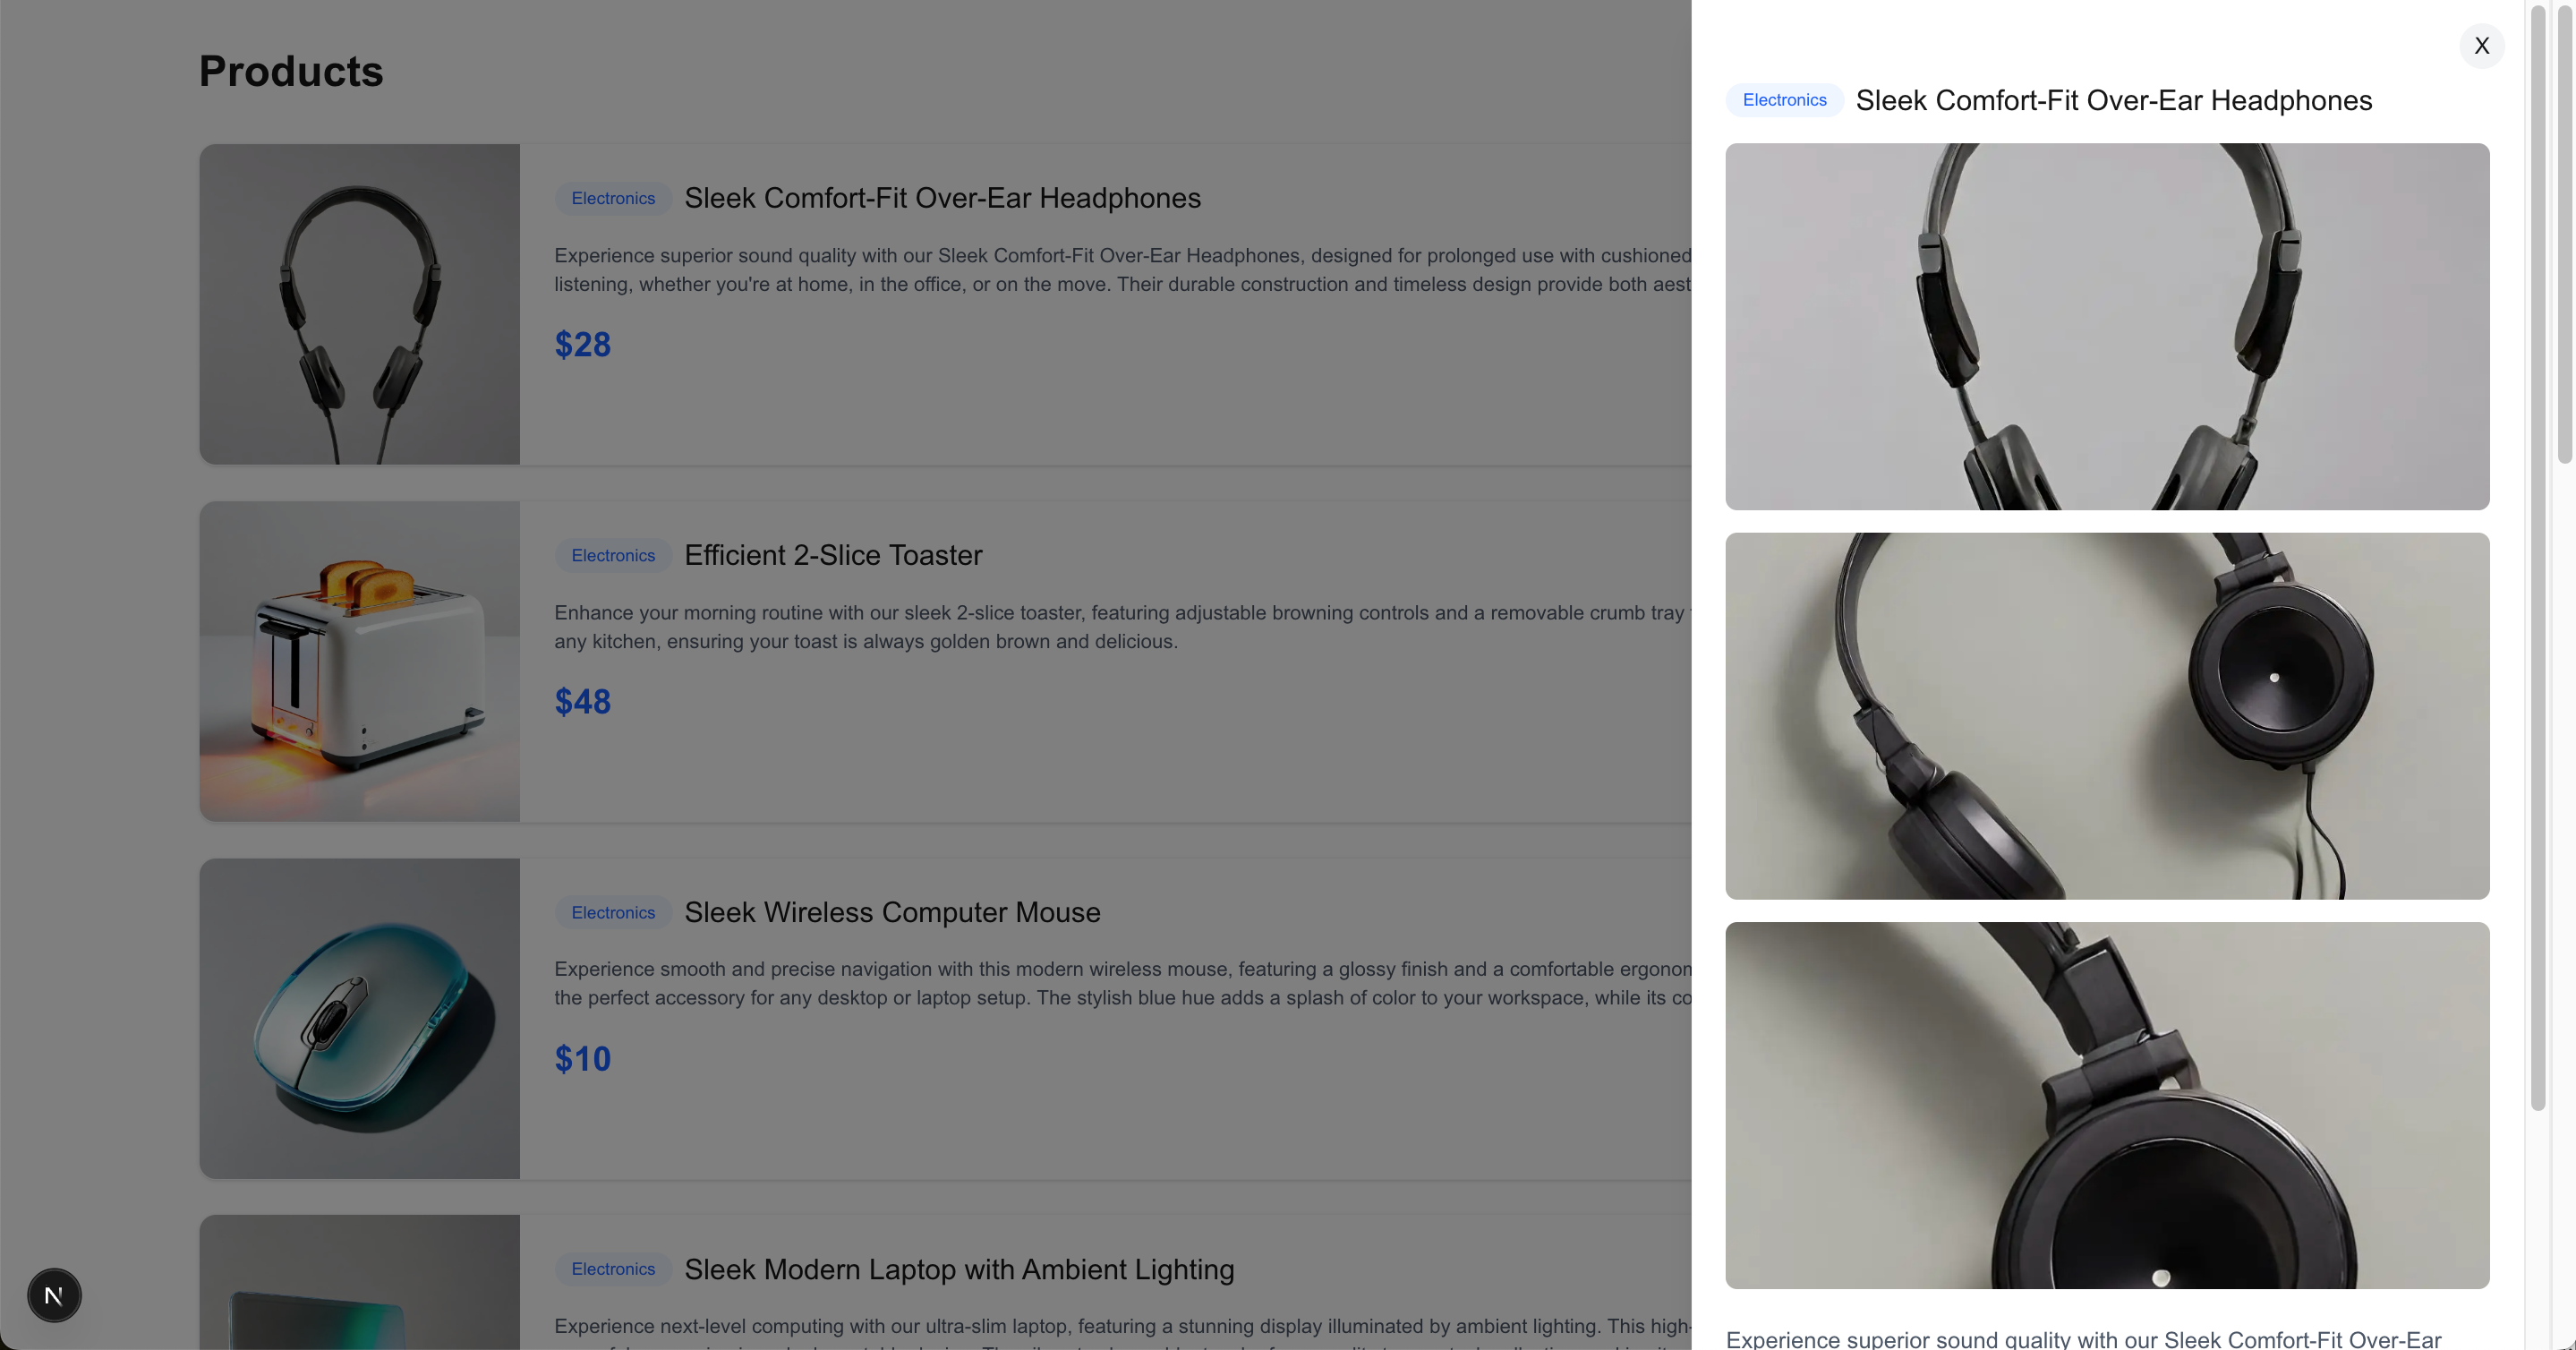 Products
Electronics Sleek Comfort-Fit Over-Ear Headphones
Experience superior sound quality with our Sleek Comfort-Fit Over-Ear Headphones, designed for prolonged use with cushioned
listening, whether you're at home, in the office, or on the move. Their durable construction and timeless design provide both aest
$28
Electronics Efficient 2-Slice Toaster
Enhance your morning routine with our sleek 2-slice toaster, featuring adjustable browning controls and a removable crumb tray
any kitchen, ensuring your toast is always golden brown and delicious.
$48
Electronics Sleek Wireless Computer Mouse
Experience smooth and precise navigation with this modern wireless mouse, featuring a glossy finish and a comfortable ergonom
the perfect accessory for any desktop or laptop setup. The stylish blue hue adds a splash of color to your workspace, while its co
$10
Electronics Sleek Modern Laptop with Ambient Lighting
Experience next-level computing with our ultra-slim laptop, featuring a stunning display illuminated by ambient lighting. This high-
N
X
Electronics Sleek Comfort-Fit Over-Ear Headphones
Experience superior sound quality with our Sleek Comfort-Fit Over-Ear